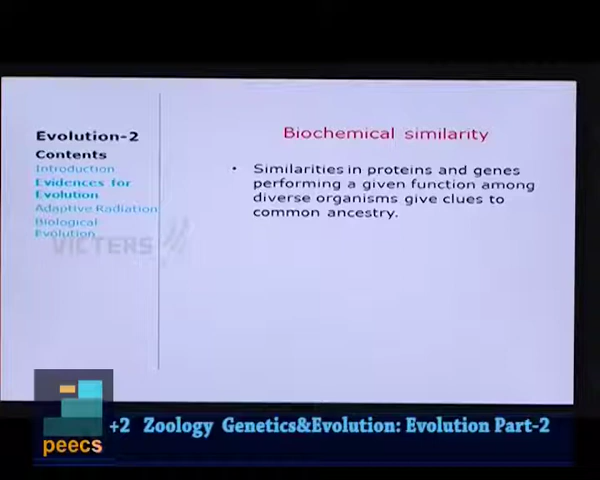 Evolution-2
Contents
Introduction
Evidences for
Evolution
Adaptive Radiation
Biological
Evolution
VICTERS
Biochemical similarity
• Similarities in proteins and genes
performing a given function among
diverse organisms give clues to
common ancestry.
peecs
+2 Zoology Genetics&Evolution: Evolution Part-2